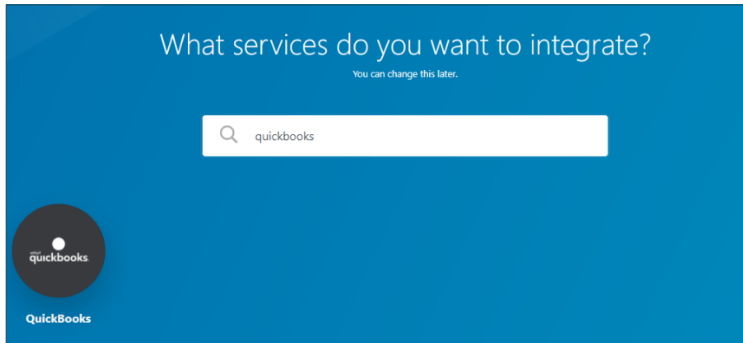 What services do you want to integrate?
You can change this later.
quickbooks
quickbooks.
QuickBooks